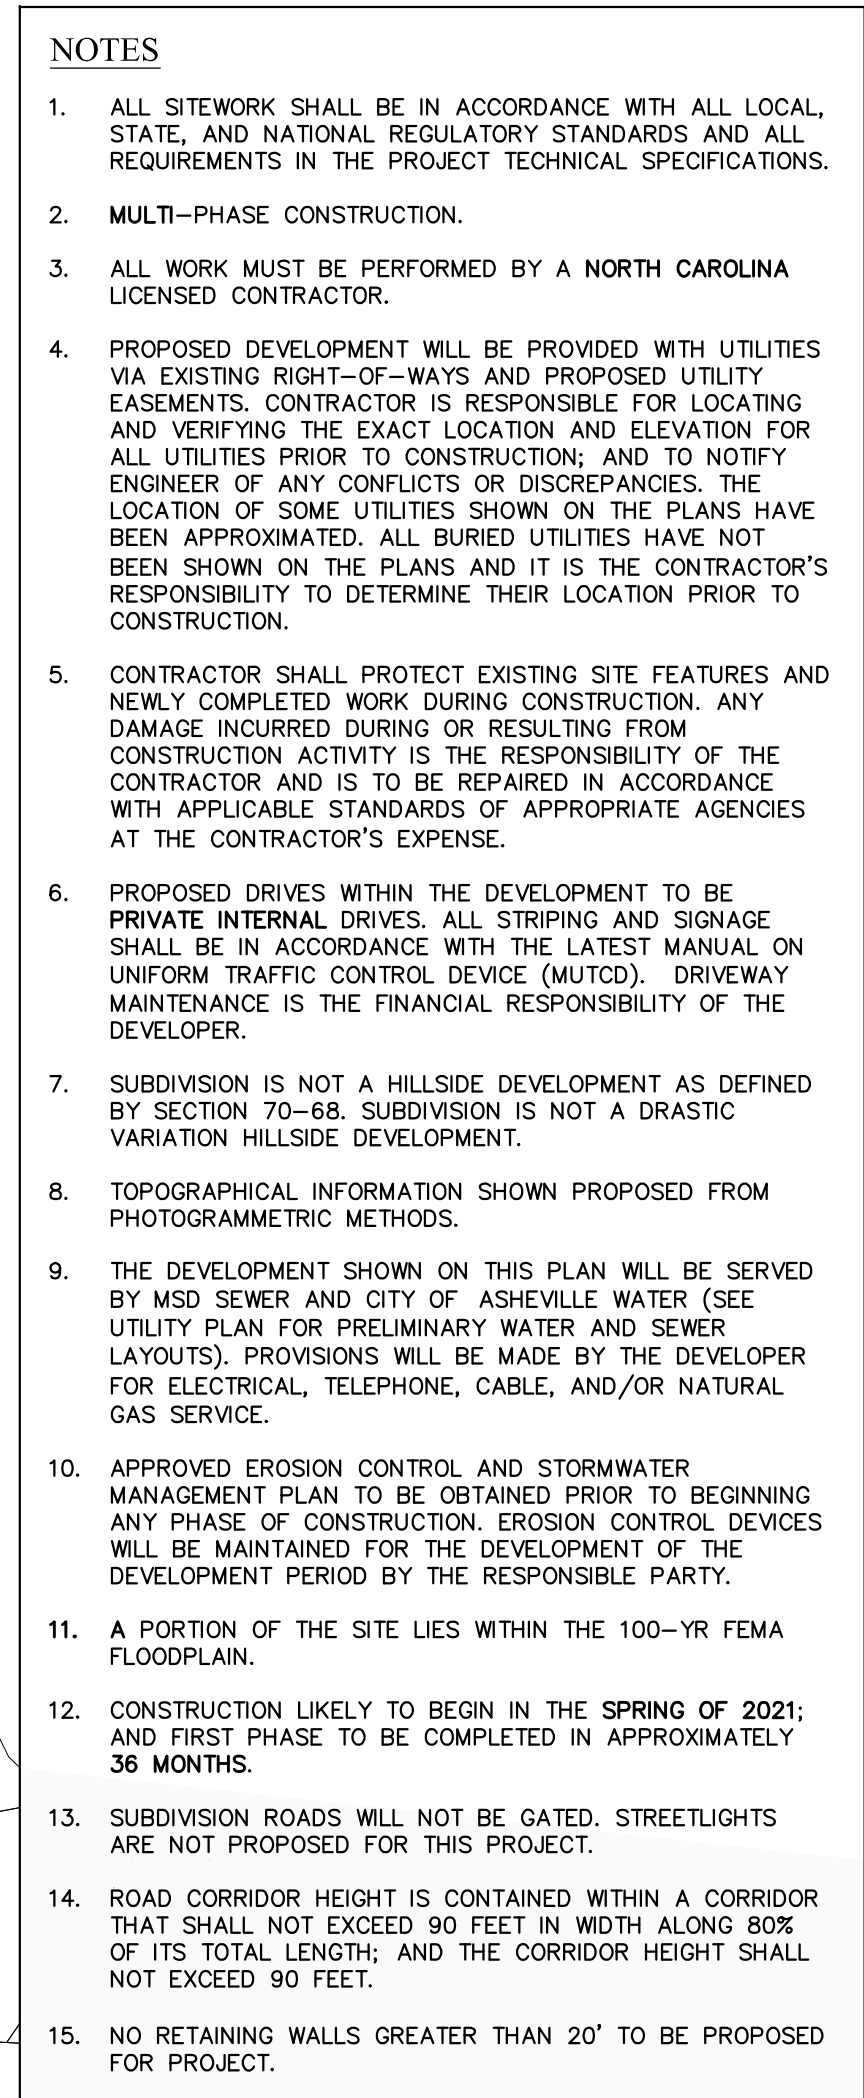 NOTES
1. ALL SITEWORK SHALL BE IN ACCORDANCE WITH ALL LOCAL,
STATE, AND NATIONAL REGULATORY STANDARDS AND ALL
REQUIREMENTS IN THE PROJECT TECHNICAL SPECIFICATIONS.
2. MULTI–PHASE CONSTRUCTION.
3. ALL WORK MUST BE PERFORMED BY A NORTH CAROLINA
LICENSED CONTRACTOR.
4. PROPOSED DEVELOPMENT WILL BE PROVIDED WITH UTILITIES
VIA EXISTING RIGHT–OF–WAYS AND PROPOSED UTILITY
EASEMENTS. CONTRACTOR IS RESPONSIBLE FOR LOCATING
AND VERIFYING THE EXACT LOCATION AND ELEVATION FOR
ALL UTILITIES PRIOR TO CONSTRUCTION; AND TO NOTIFY
ENGINEER OF ANY CONFLICTS OR DISCREPANCIES. THE
LOCATION OF SOME UTILITIES SHOWN ON THE PLANS HAVE
BEEN APPROXIMATED. ALL BURIED UTILITIES HAVE NOT
BEEN SHOWN ON THE PLANS AND IT IS THE CONTRACTOR'S
RESPONSIBILITY TO DETERMINE THEIR LOCATION PRIOR TO
CONSTRUCTION.
5. CONTRACTOR SHALL PROTECT EXISTING SITE FEATURES AND
NEWLY COMPLETED WORK DURING CONSTRUCTION. ANY
DAMAGE INCURRED DURING OR RESULTING FROM
CONSTRUCTION ACTIVITY IS THE RESPONSIBILITY OF THE
CONTRACTOR AND IS TO BE REPAIRED IN ACCORDANCE
WITH APPLICABLE STANDARDS OF APPROPRIATE AGENCIES
AT THE CONTRACTOR'S EXPENSE.
6. PROPOSED DRIVES WITHIN THE DEVELOPMENT TO BE
PRIVATE INTERNAL DRIVES. ALL STRIPING AND SIGNAGE
SHALL BE IN ACCORDANCE WITH THE LATEST MANUAL ON
UNIFORM TRAFFIC CONTROL DEVICE (MUTCD). DRIVEWAY
MAINTENANCE IS THE FINANCIAL RESPONSIBILITY OF THE
DEVELOPER.
7. SUBDIVISION IS NOT A HILLSIDE DEVELOPMENT AS DEFINED
BY SECTION 70–68. SUBDIVISION IS NOT A DRASTIC
VARIATION HILLSIDE DEVELOPMENT.
8. TOPOGRAPHICAL INFORMATION SHOWN PROPOSED FROM
PHOTOGRAMMETRIC METHODS.
9. THE DEVELOPMENT SHOWN ON THIS PLAN WILL BE SERVED
BY MSD SEWER AND CITY OF ASHEVILLE WATER (SEE
UTILITY PLAN FOR PRELIMINARY WATER AND SEWER
LAYOUTS). PROVISIONS WILL BE MADE BY THE DEVELOPER
FOR ELECTRICAL, TELEPHONE, CABLE, AND/OR NATURAL
GAS SERVICE.
10. APPROVED EROSION CONTROL AND STORMWATER
MANAGEMENT PLAN TO BE OBTAINED PRIOR TO BEGINNING
ANY PHASE OF CONSTRUCTION. EROSION CONTROL DEVICES
WILL BE MAINTAINED FOR THE DEVELOPMENT OF THE
DEVELOPMENT PERIOD BY THE RESPONSIBLE PARTY.
11. A PORTION OF THE SITE LIES WITHIN THE 100–YR FEMA
FLOODPLAIN.
12. CONSTRUCTION LIKELY TO BEGIN IN THE SPRING OF 2021;
AND FIRST PHASE TO BE COMPLETED IN APPROXIMATELY
36 MONTHS.
13. SUBDIVISION ROADS WILL NOT BE GATED. STREETLIGHTS
ARE NOT PROPOSED FOR THIS PROJECT.
14. ROAD CORRIDOR HEIGHT IS CONTAINED WITHIN A CORRIDOR
THAT SHALL NOT EXCEED 90 FEET IN WIDTH ALONG 80%
OF ITS TOTAL LENGTH; AND THE CORRIDOR HEIGHT SHALL
NOT EXCEED 90 FEET.
15. NO RETAINING WALLS GREATER THAN 20' TO BE PROPOSED
FOR PROJECT.